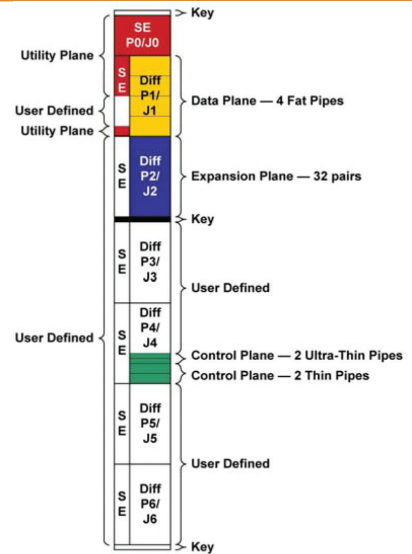 Key
SE
P0/J0
Utility Plane
S
E
Diff
P1/
J1
Data Plane — 4 Fat Pipes
User Defined
Utility Plane
S
E
Diff
P2/
J2
Expansion Plane — 32 pairs
Key
S
E
Diff
P3/
J3
User Defined
User Defined
S
E
Diff
P4/
J4
Control Plane — 2 Ultra-Thin Pipes
Control Plane — 2 Thin Pipes
S
E
Diff
P5/
J5
User Defined
S
E
Diff
P6/
J6
Key